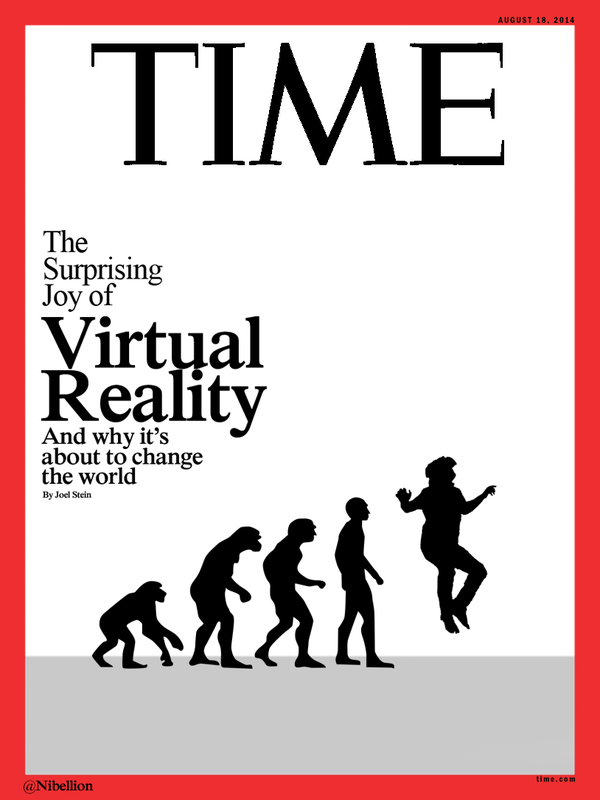 AUGUST 18, 2014
TIME
The
Surprising
Joy of
Virtual
Reality
And why it's
about to change
the world
By Joel Stein
time.com
@Nibellion